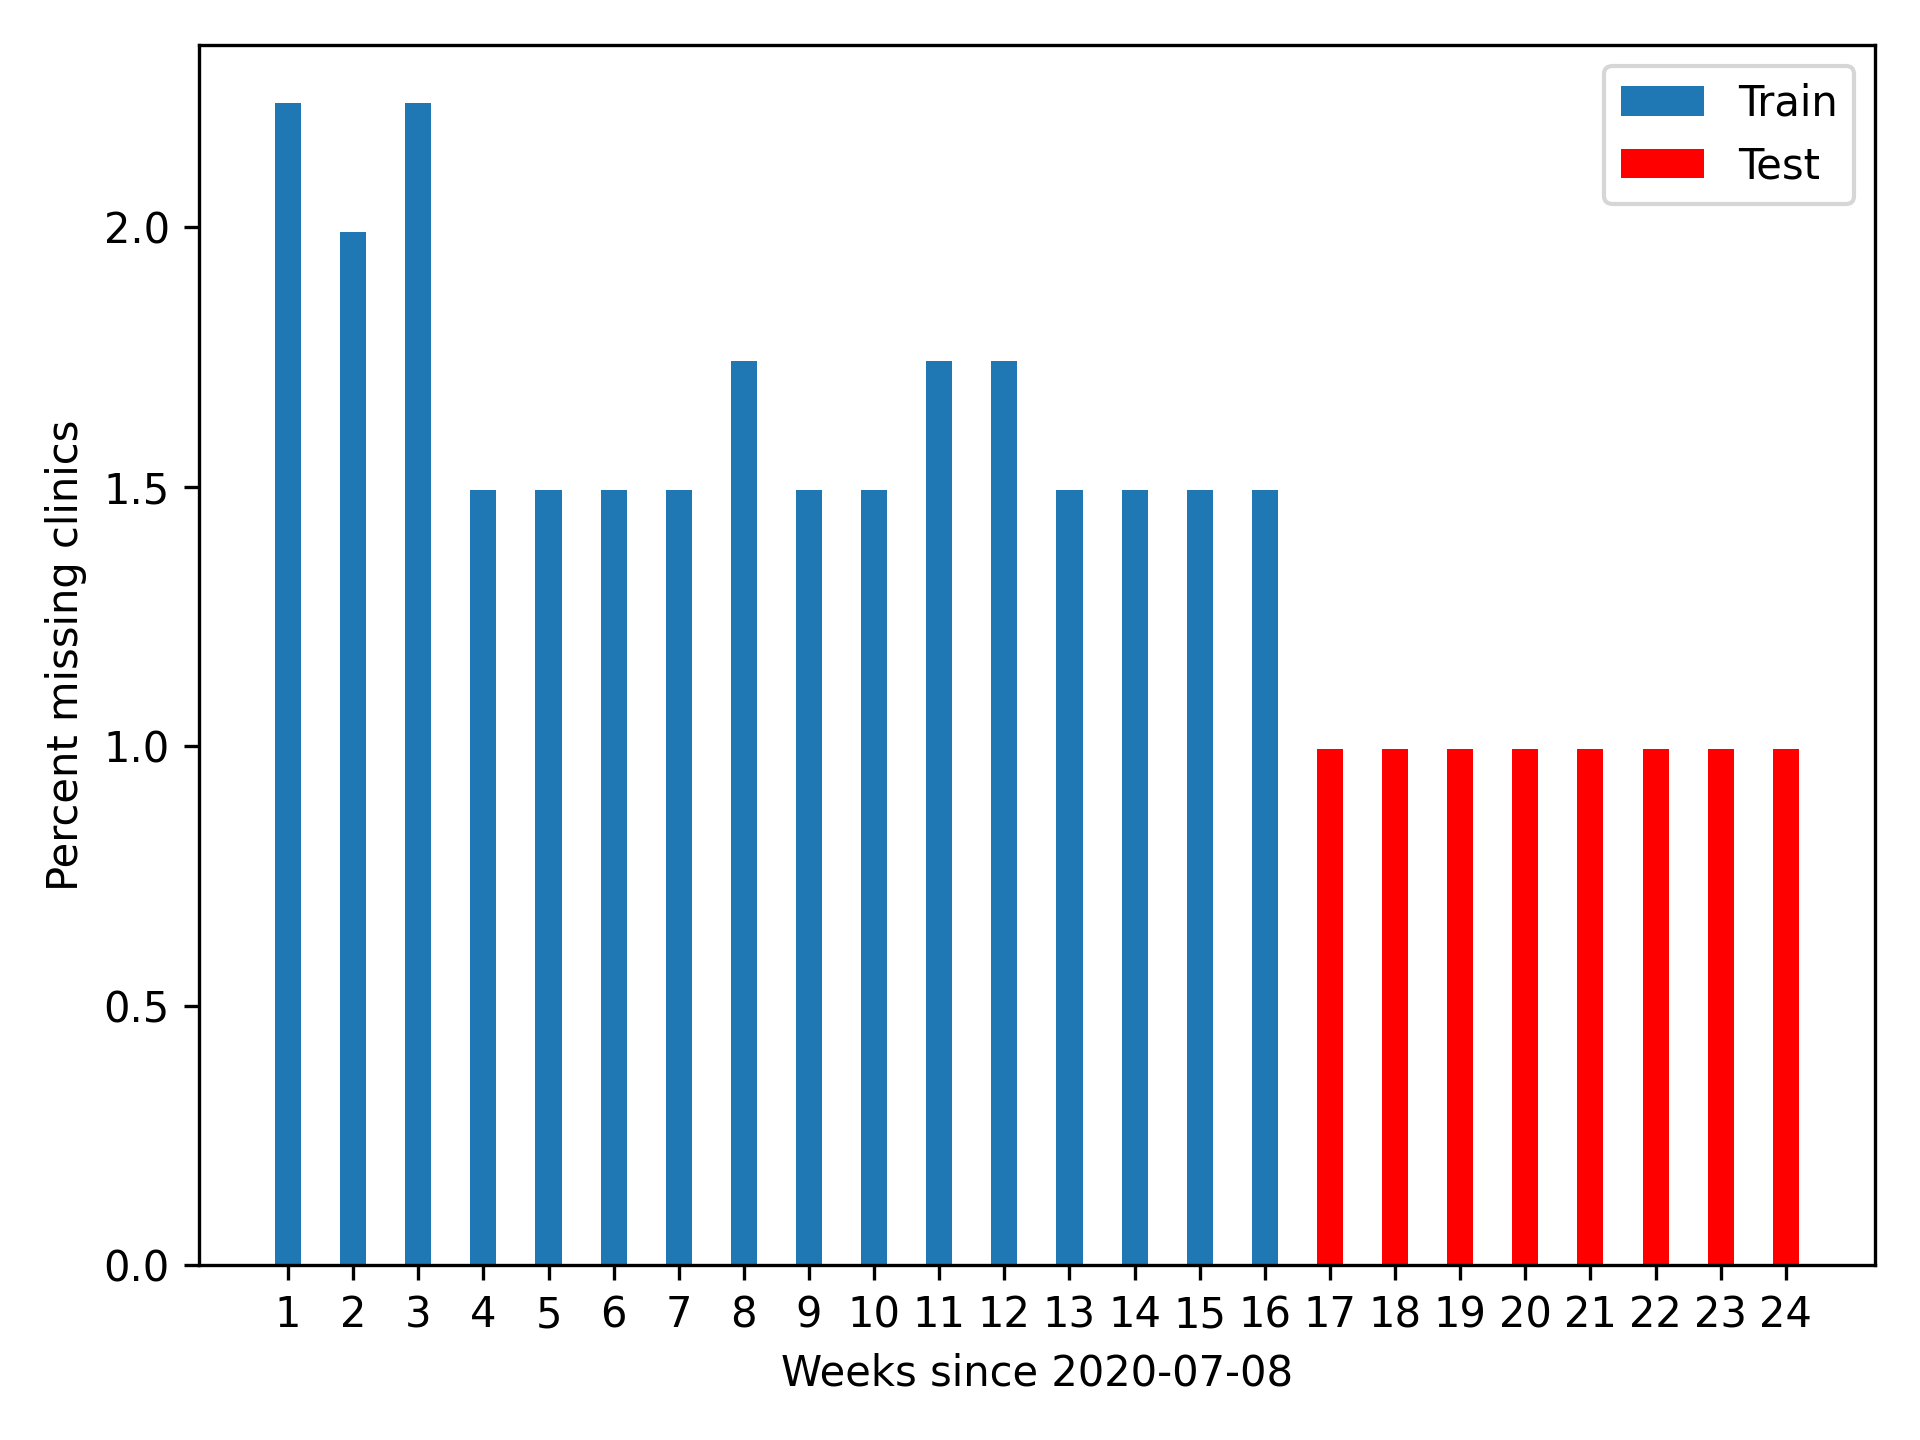 Train
Test
2.0
1.5
1.0
0.5
0.0
Percent missing clinics
1 2 3 4 5 6 7 8 9 10 11 12 13 14 15 16 17 18 19 20 21 22 23 24
Weeks since 2020-07-08